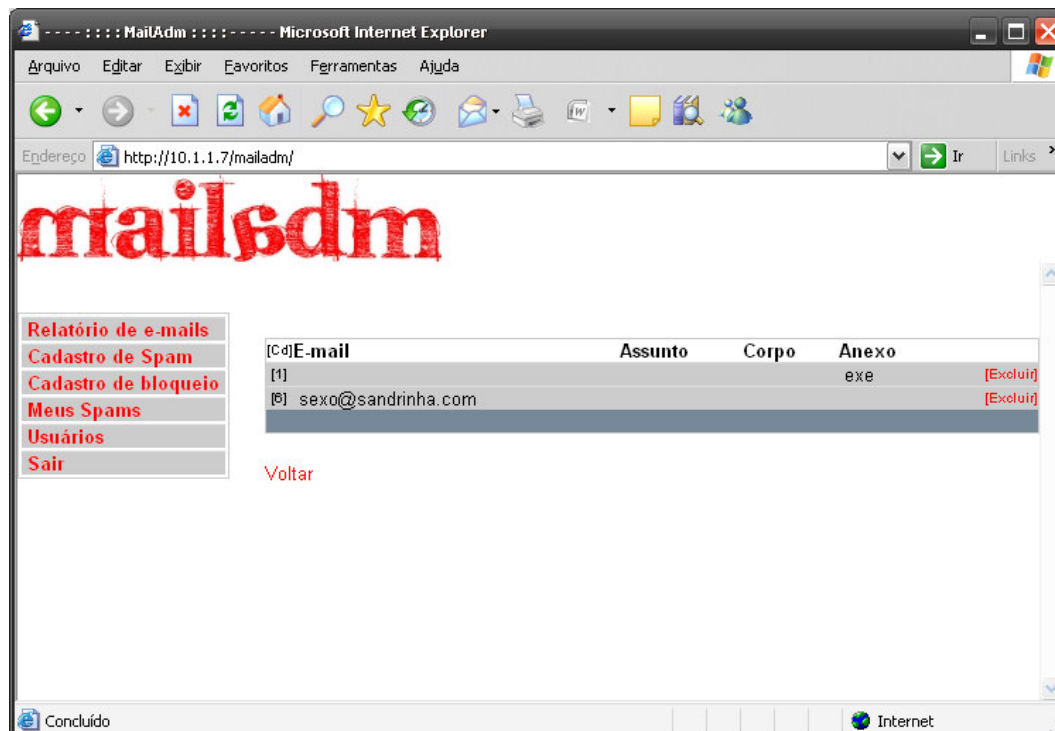 - - - - : : : : MailAdm : : : : - - - - - Microsoft Internet Explorer
Arquivo Editar Exibir Favoritos Ferramentas Ajuda
Endereço http://10.1.1.7/mailadm/ Ir Links
mailadm
Relatório de e-mails
Cadastro de Spam
Cadastro de bloqueio
Meus Spams
Usuários
Sair
[Cd]E-mail Assunto Corpo Anexo
[1] exe [Excluir]
[6] sexo@sandrinha.com [Excluir]
Voltar
Concluído Internet